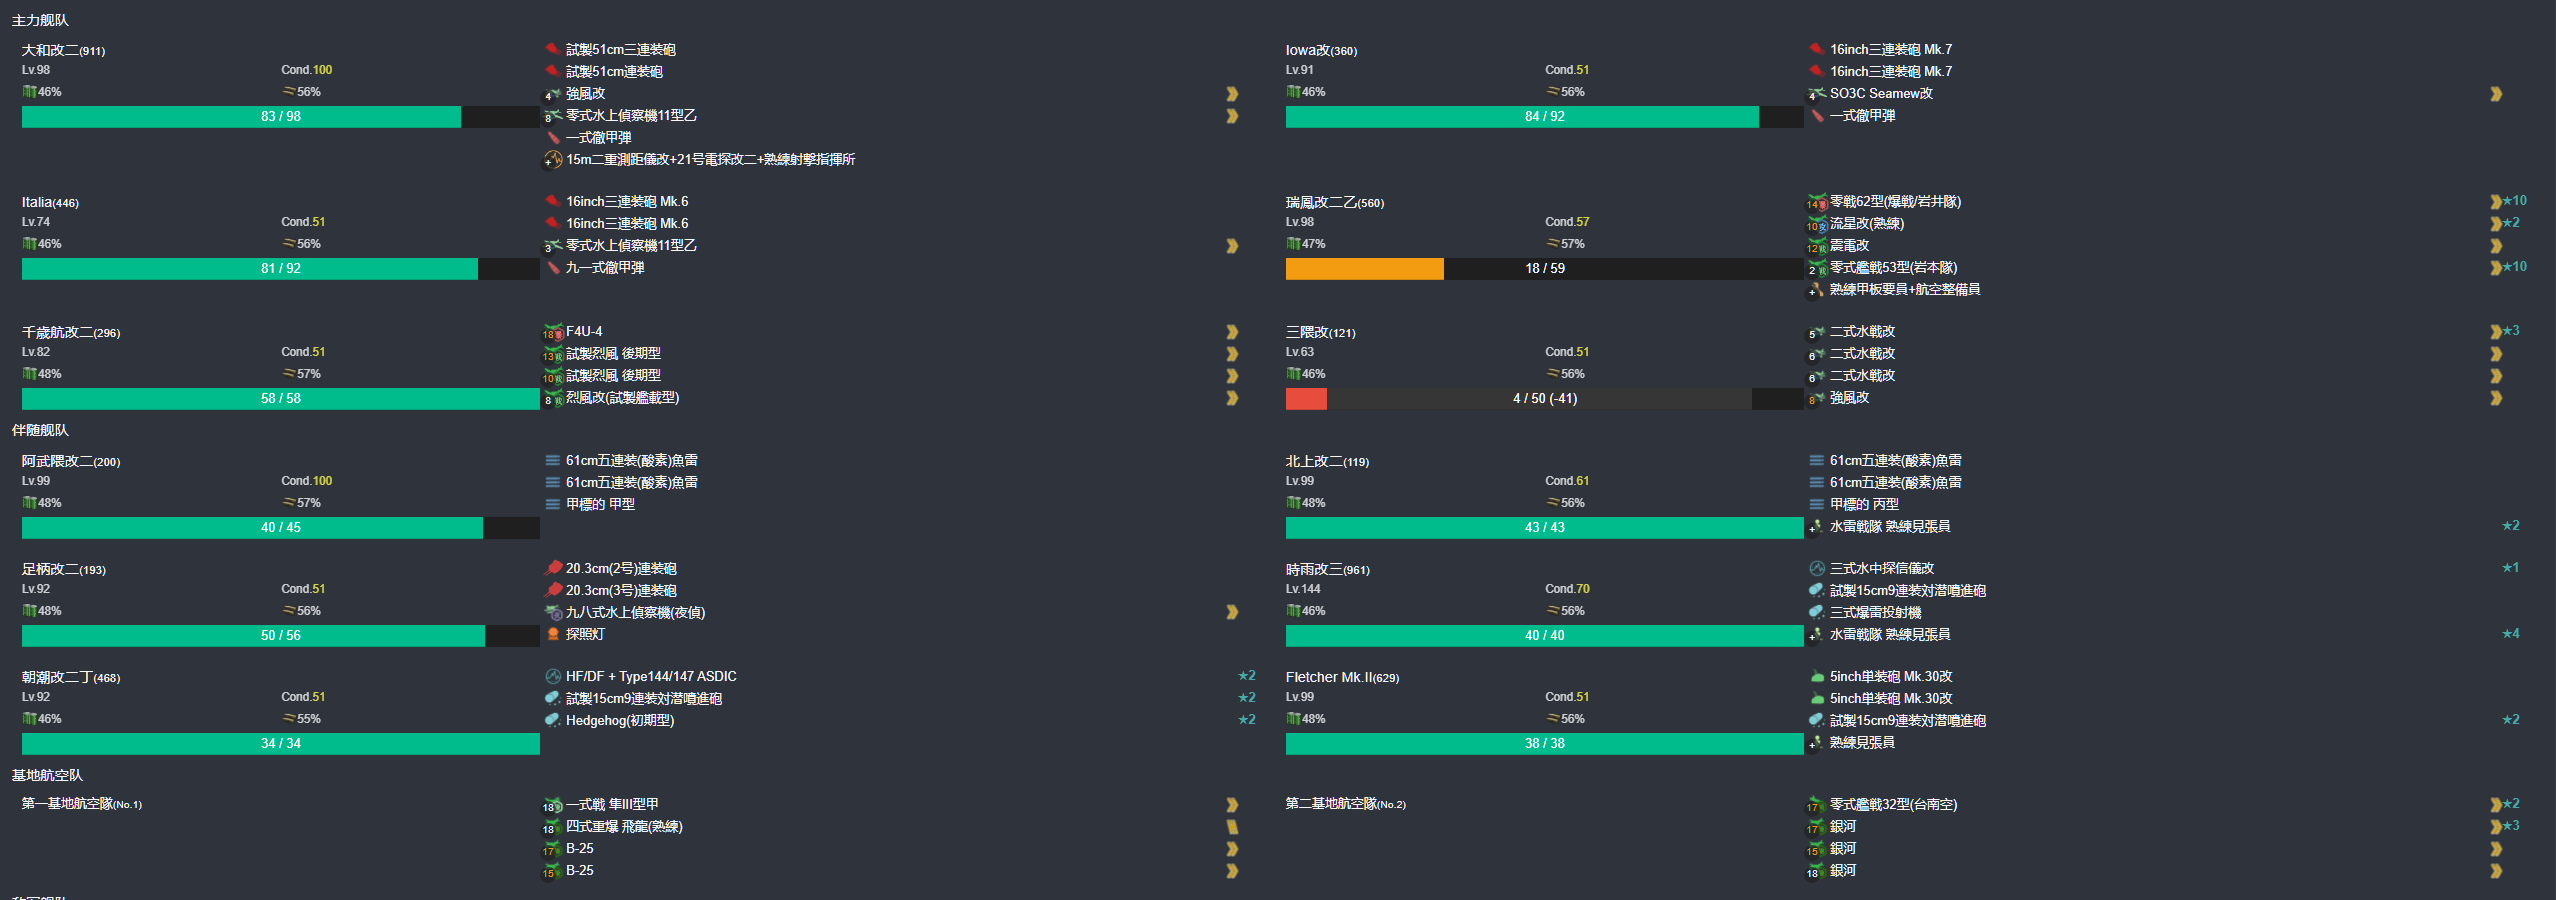 主力舰队
大和改二(911)
Lv.98 Cond.100
46% 56%
83 / 98
試製51cm三連装砲
試製51cm連装砲
4 強風改
8 零式水上偵察機11型乙
一式徹甲弾
+ 15m二重測距儀改+21号電探改二+熟練射撃指揮所
Iowa改(360)
Lv.91 Cond.51
46% 56%
84 / 92
16inch三連装砲 Mk.7
16inch三連装砲 Mk.7
4 SO3C Seamew改
一式徹甲弾
Italia(446)
Lv.74 Cond.51
46% 56%
81 / 92
16inch三連装砲 Mk.6
16inch三連装砲 Mk.6
3 零式水上偵察機11型乙
九一式徹甲弾
瑞鳳改二乙(560)
Lv.98 Cond.57
47% 57%
18 / 59
14 零戦62型(爆戦/岩井隊) ★10
10 流星改(熟練) ★2
12 震電改
2 零式艦戦53型(岩本隊) ★10
+ 熟練甲板要員+航空整備員
千歳航改二(296)
Lv.82 Cond.51
48% 57%
58 / 58
18 F4U-4
13 試製烈風 後期型
10 試製烈風 後期型
8 烈風改(試製艦載型)
三隈改(121)
Lv.63 Cond.51
46% 56%
4 / 50 (-41)
5 二式水戦改 ★3
6 二式水戦改
6 二式水戦改
8 強風改
伴随舰队
阿武隈改二(200)
Lv.99 Cond.100
48% 57%
40 / 45
61cm五連装(酸素)魚雷
61cm五連装(酸素)魚雷
甲標的 甲型
北上改二(119)
Lv.99 Cond.61
48% 56%
43 / 43
61cm五連装(酸素)魚雷
61cm五連装(酸素)魚雷
甲標的 丙型
+ 水雷戦隊 熟練見張員 ★2
足柄改二(193)
Lv.92 Cond.51
48% 56%
50 / 56
20.3cm(2号)連装砲
20.3cm(3号)連装砲
九八式水上偵察機(夜偵)
探照灯
時雨改三(961)
Lv.144 Cond.70
46% 56%
40 / 40
三式水中探信儀改 ★1
試製15cm9連装対潜噴進砲
三式爆雷投射機
+ 水雷戦隊 熟練見張員 ★4
朝潮改二丁(468)
Lv.92 Cond.51
46% 55%
34 / 34
HF/DF + Type144/147 ASDIC ★2
試製15cm9連装対潜噴進砲 ★2
Hedgehog(初期型) ★2
Fletcher Mk.II(629)
Lv.99 Cond.51
48% 56%
38 / 38
5inch単装砲 Mk.30改
5inch単装砲 Mk.30改
試製15cm9連装対潜噴進砲 ★2
+ 熟練見張員
基地航空队
第一基地航空隊(No.1)
18 一式戦 隼III型甲
18 四式重爆 飛龍(熟練)
17 B-25
15 B-25
第二基地航空隊(No.2)
17 零式艦戦32型(台南空) ★2
17 銀河 ★3
15 銀河
18 銀河